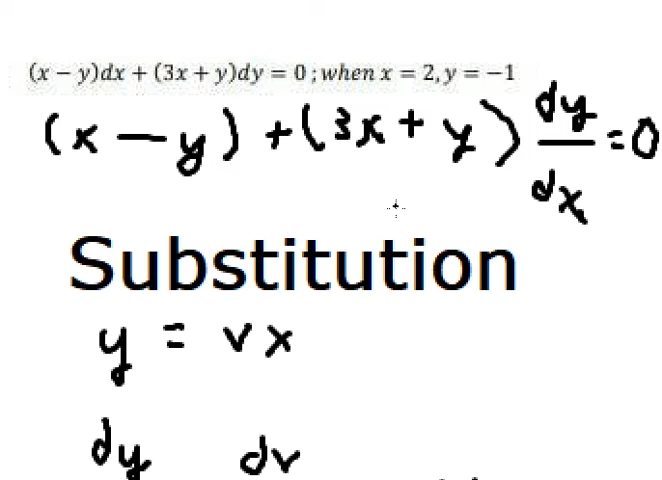 (x − y)dx + (3x + y)dy = 0 ; when x = 2, y = −1
(x − y) + (3x + y) dy/dx = 0
Substitution
y = vx
dy dv